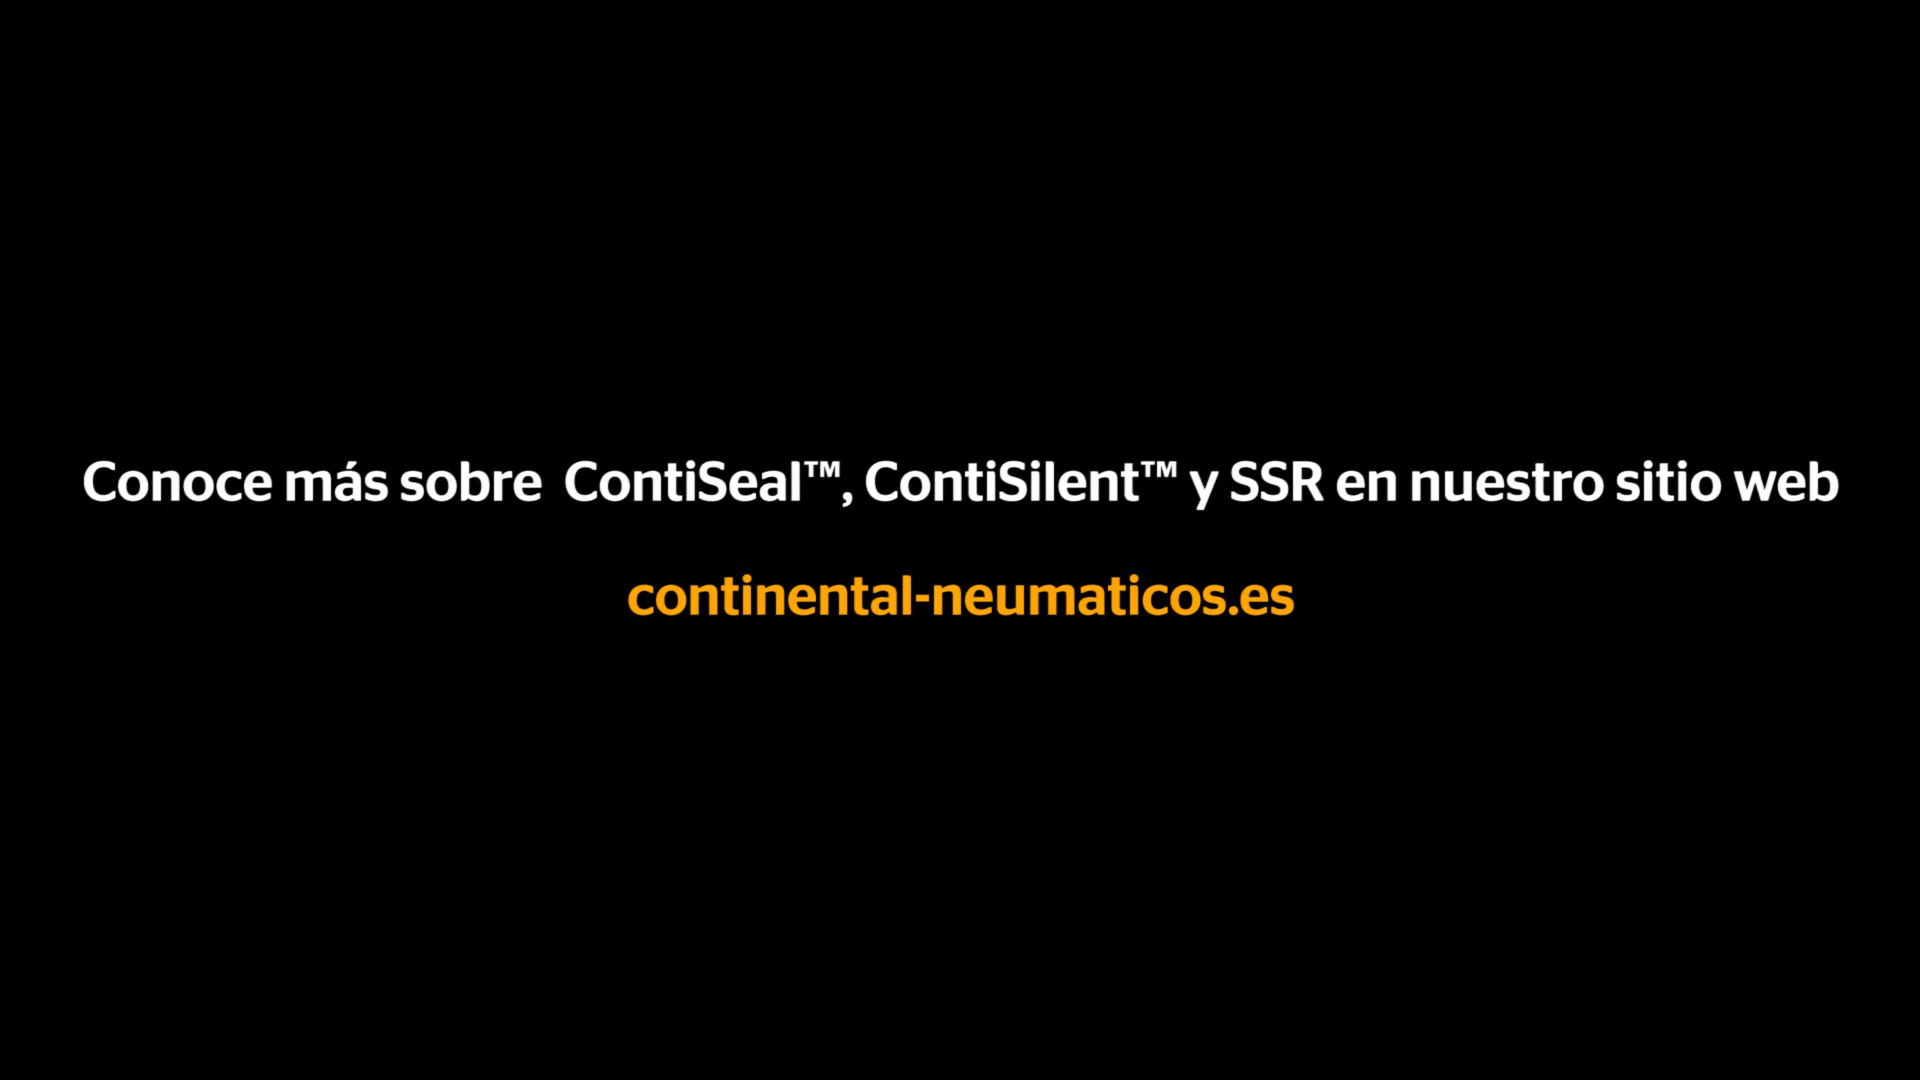 Conoce más sobre ContiSeal™, ContiSilent™ y SSR en nuestro sitio web
continental-neumaticos.es